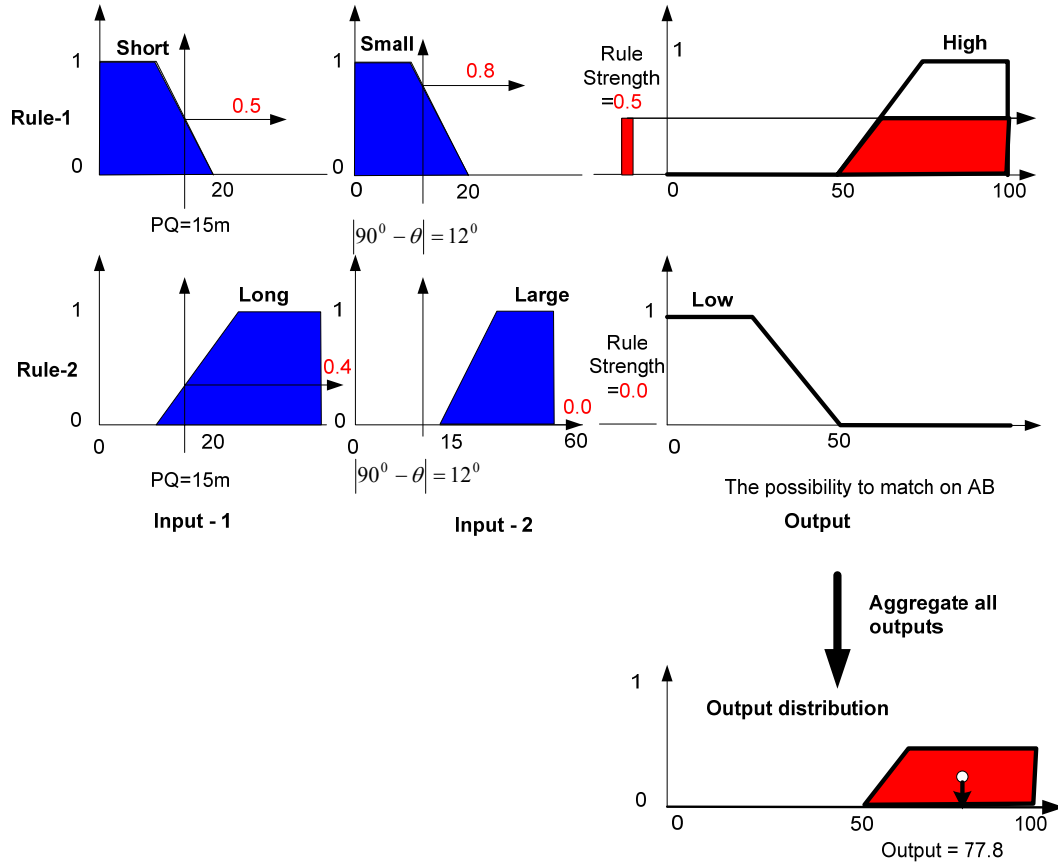 1
Short
0.5
Rule-1
0
20
PQ=15m
1
Small
0.8
0
0
20
|90⁰ − θ| = 12⁰
Rule
Strength
=0.5
1
High
0
50
100
1
Long
0.4
Rule-2
0
0
20
PQ=15m
Input - 1
1
Large
0.0
0
0
15
60
|90⁰ − θ| = 12⁰
Input - 2
Rule
Strength
=0.0
1
Low
0
50
The possibility to match on AB
Output
Aggregate all
outputs
1
Output distribution
0
0
50
100
Output = 77.8